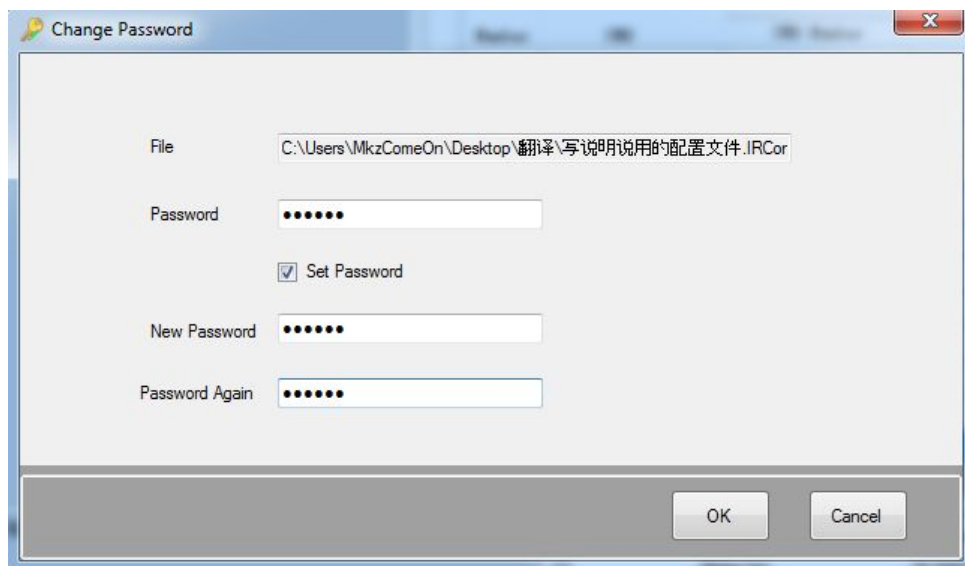 Change Password
File C:\Users\MkzComeOn\Desktop\翻译\写说明说用的配置文件.IRCor
Password ●●●●●●
Set Password
New Password ●●●●●●
Password Again ●●●●●●
OK Cancel